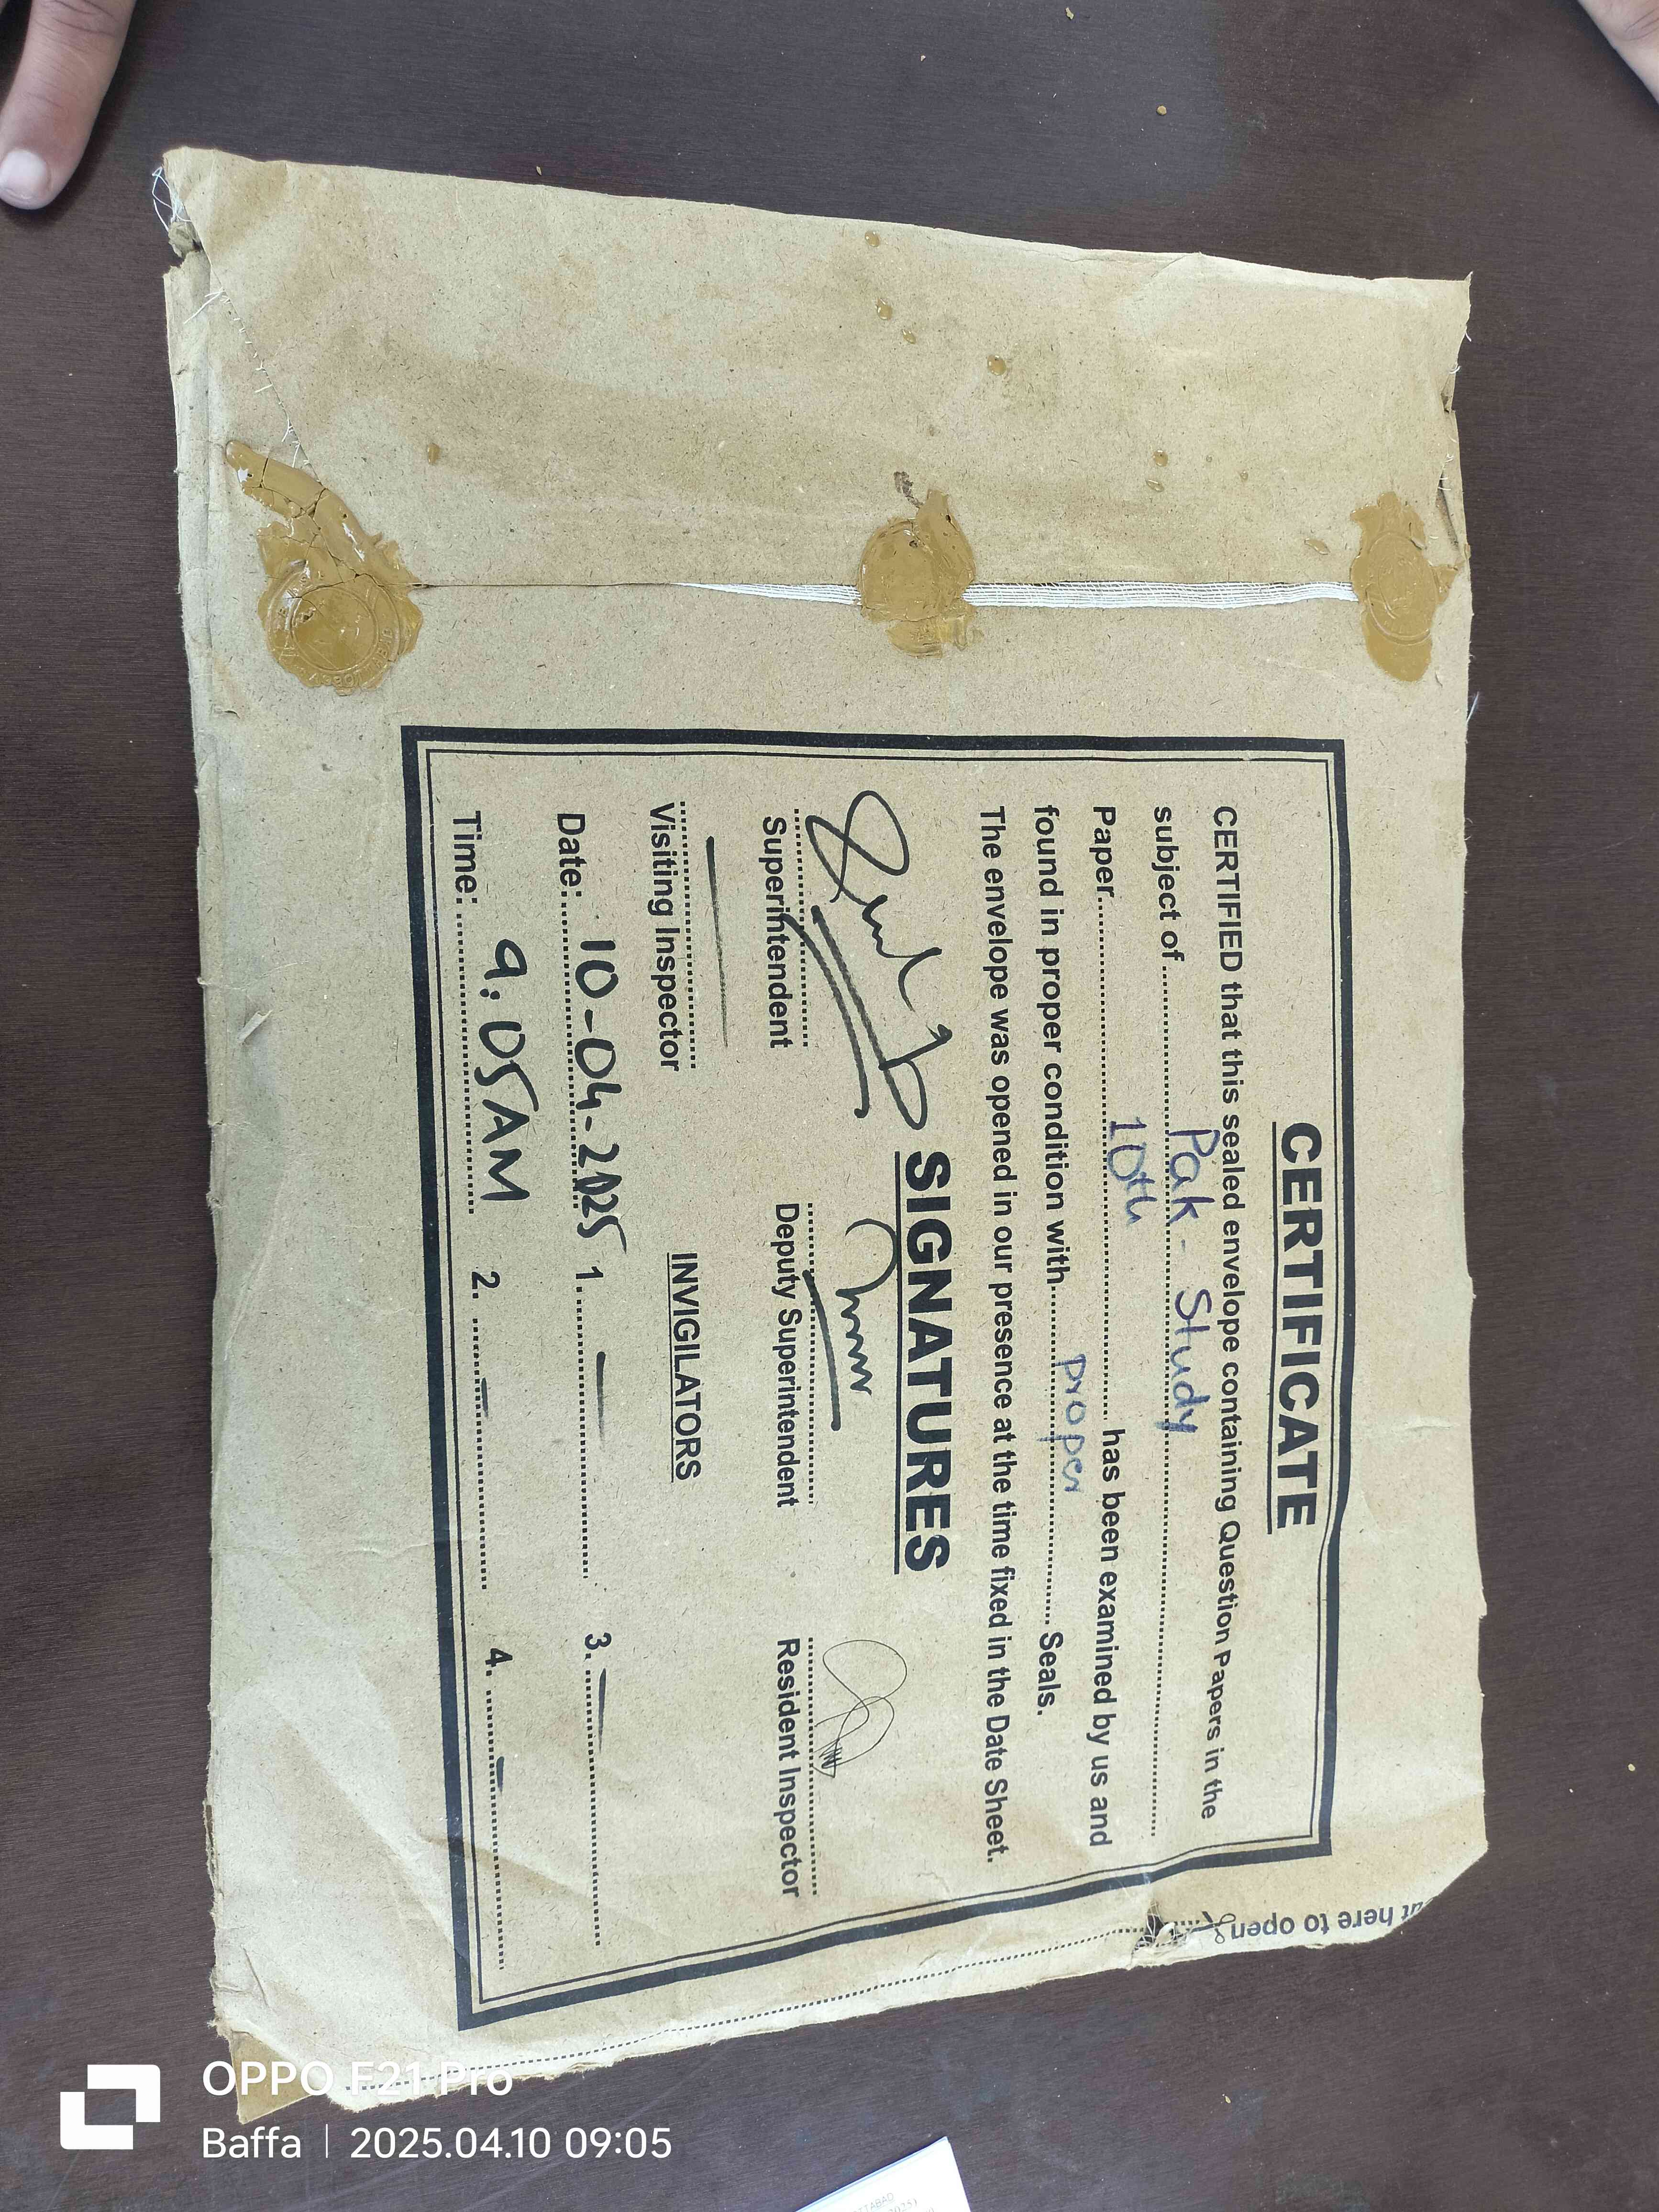 CERTIFICATE
CERTIFIED that this sealed envelope containing Question Papers in the
subject of Pak - Study
Paper 10th has been examined by us and
found in proper condition with proper Seals.
The envelope was opened in our presence at the time fixed in the Date Sheet.
SIGNATURES
Superintendent Deputy Superintendent Resident Inspector
Visiting Inspector INVIGILATORS
Date: 10-04-2025 1. 3.
Time: 9:05AM 2. 4.
here to open
OPPO F21 Pro
Baffa | 2025.04.10 09:05